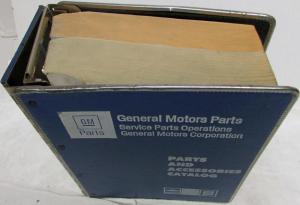 GM
Parts
General Motors Parts
Service Parts Operations
General Motors Corporation
PARTS
AND
ACCESSORIES
CATALOG